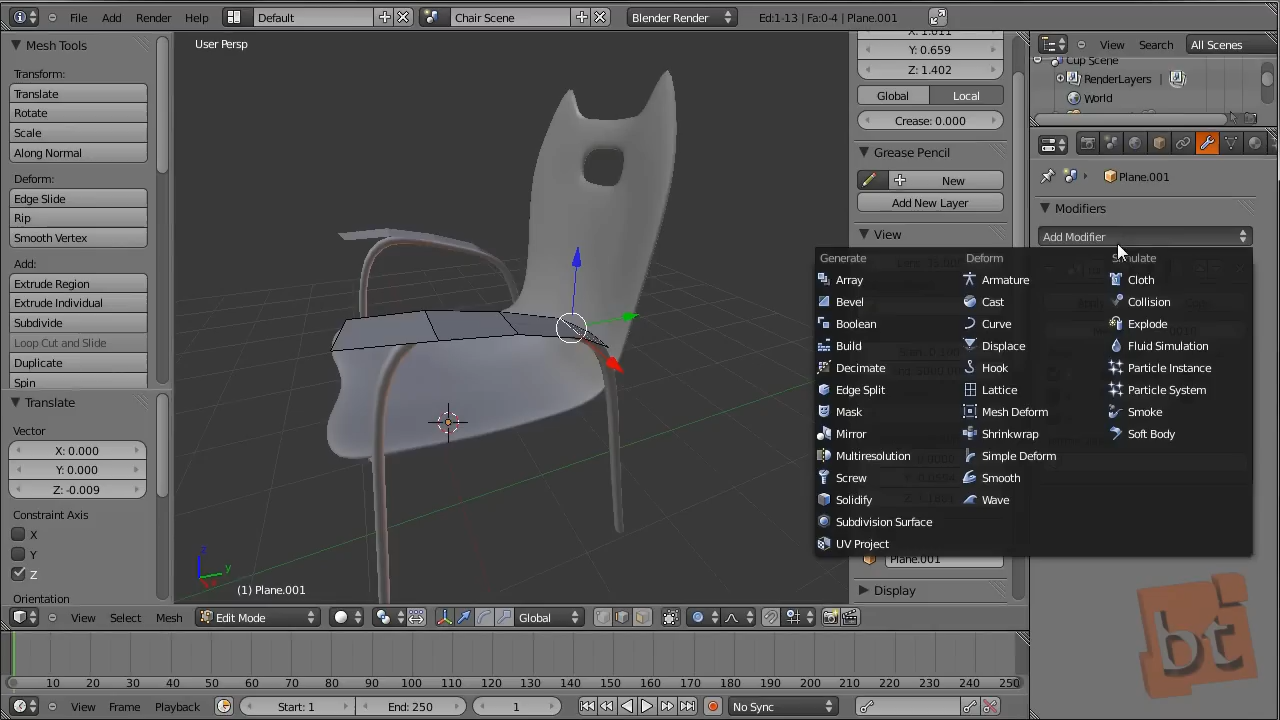 File Add Render Help Default Chair Scene Blender Render Ed:1-13 | Fa:0-4 | Plane.001
Mesh Tools
Transform:
Translate
Rotate
Scale
Along Normal
Deform:
Edge Slide
Rip
Smooth Vertex
Add:
Extrude Region
Extrude Individual
Subdivide
Loop Cut and Slide
Duplicate
Spin
Translate
Vector
X: 0.000
Y: 0.000
Z: -0.009
Constraint Axis
X
Y
Z
Orientation
User Persp
z
y
(1) Plane.001
X: 1.011
Y: 0.659
Z: 1.402
Global Local
Crease: 0.000
Grease Pencil
New
Add New Layer
View
Plane.001
Display
View Search All Scenes
Cup Scene
RenderLayers |
World
Plane.001
Modifiers
Add Modifier
Generate
Array
Bevel
Boolean
Build
Decimate
Edge Split
Mask
Mirror
Multiresolution
Screw
Solidify
Subdivision Surface
UV Project
Deform
Armature
Cast
Curve
Displace
Hook
Lattice
Mesh Deform
Shrinkwrap
Simple Deform
Smooth
Wave
Simulate
Cloth
Collision
Explode
Fluid Simulation
Particle Instance
Particle System
Smoke
Soft Body
View Select Mesh Edit Mode Global
10 20 30 40 50 60 70 80 90 100 110 120 130 140 150 160 170 180 190 200 210 220 230 240 250
View Frame Playback Start: 1 End: 250 1 No Sync
bt